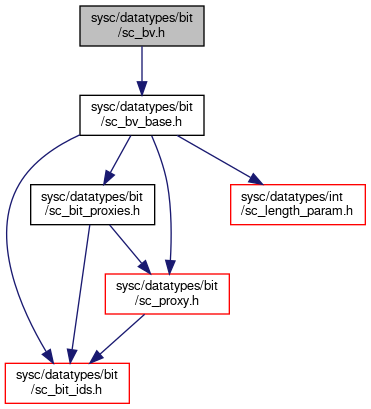 sysc/datatypes/bit
/sc_bv.h
sysc/datatypes/bit
/sc_bv_base.h
sysc/datatypes/bit
/sc_bit_proxies.h
sysc/datatypes/int
/sc_length_param.h
sysc/datatypes/bit
/sc_proxy.h
sysc/datatypes/bit
/sc_bit_ids.h